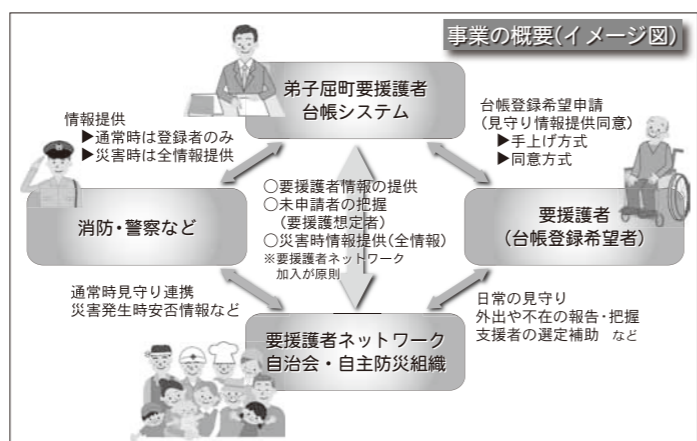 事業の概要(イメージ図)
弟子屈町要援護者
台帳システム
情報提供
▶通常時は登録者のみ
▶災害時は全情報提供
台帳登録希望申請
(見守り情報提供同意)
▶手上げ方式
▶同意方式
○要援護者情報の提供
○未申請者の把握
(要援護想定者)
○災害時情報提供(全情報)
※要援護者ネットワーク
加入が原則
消防・警察など
要援護者
(台帳登録希望者)
通常時見守り連携
災害発生時安否情報など
日常の見守り
外出や不在の報告・把握
支援者の選定補助 など
要援護者ネットワーク
自治会・自主防災組織